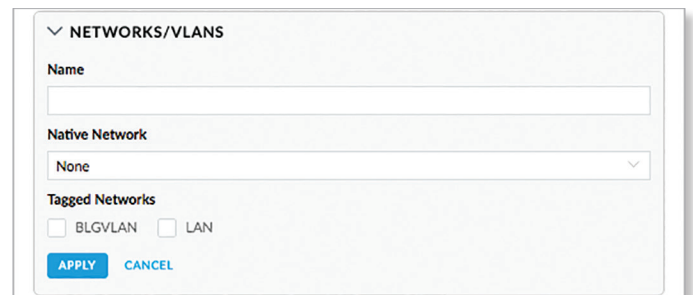 NETWORKS/VLANS
Name
Native Network
None
Tagged Networks
BLGVLAN LAN
APPLY CANCEL